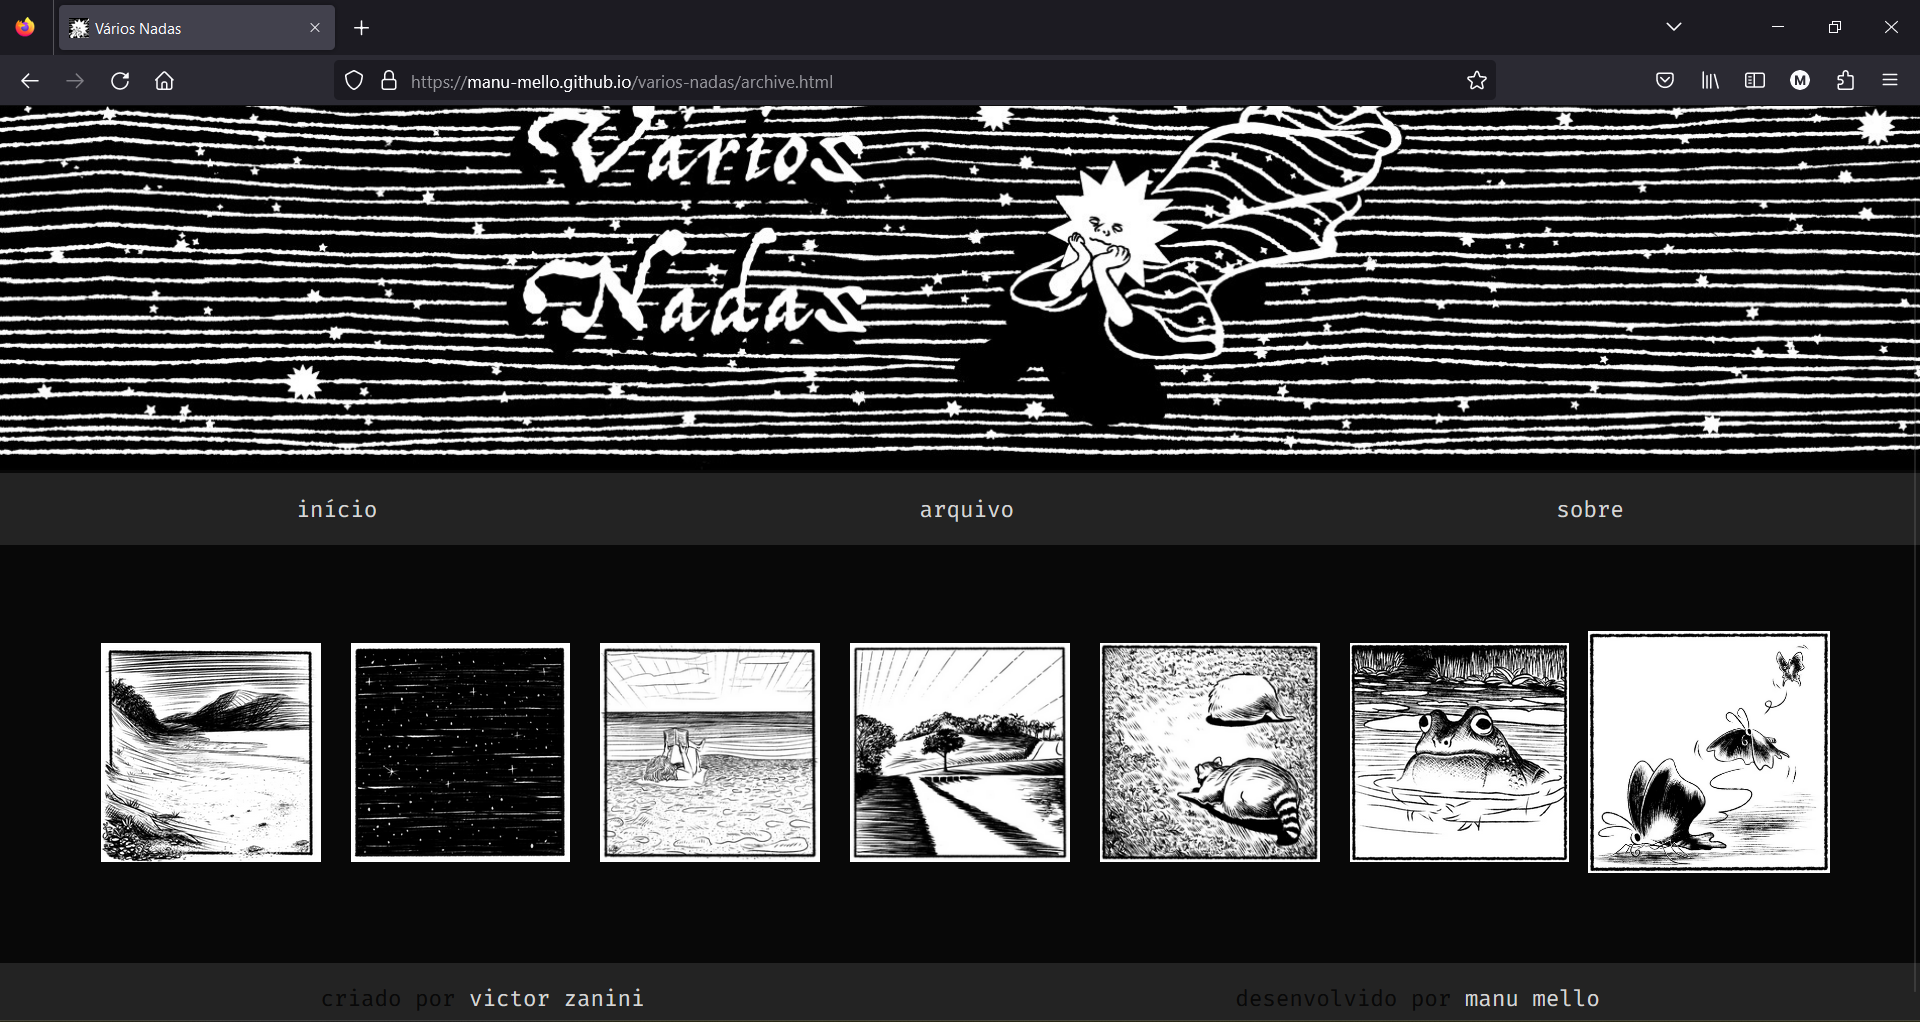 Vários Nadas
https://manu-mello.github.io/varios-nadas/archive.html
M
Vários
Nadas
início arquivo sobre
criado por victor zanini desenvolvido por manu mello